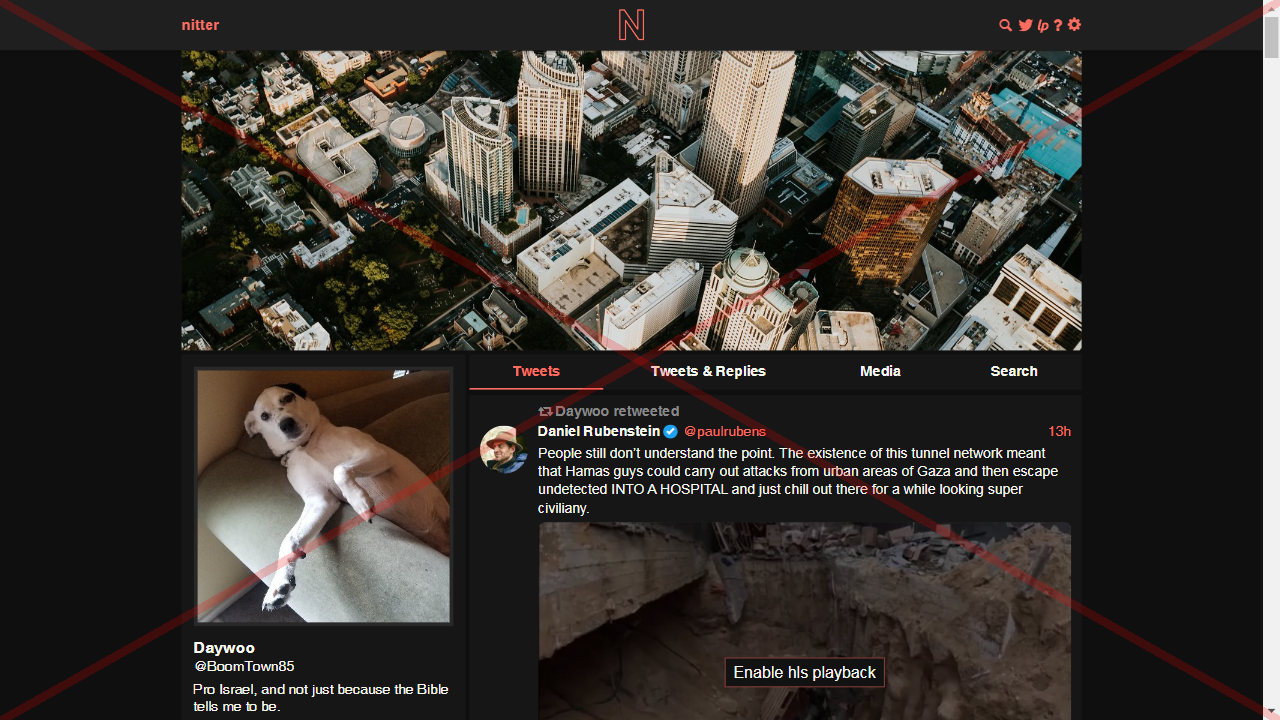 nitter
N
lp ?
Tweets
Tweets & Replies
Media
Search
Daywoo retweeted
Daniel Rubenstein @paulrubens 13h
People still don't understand the point. The existence of this tunnel network meant
that Hamas guys could carry out attacks from urban areas of Gaza and then escape
undetected INTO A HOSPITAL and just chill out there for a while looking super
civiliany.
Enable hls playback
Daywoo
@BoomTown85
Pro Israel, and not just because the Bible
tells me to be.